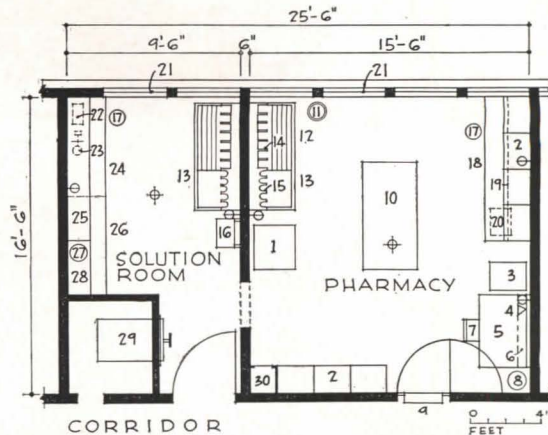 25'-6"
9'-6" 6" 15'-6"
21 21
22 17 11 17
23 14 12 2
24 18
13 15 13 19
10
25 26 16 20
27 SOLUTION 1
28 ROOM PHARMACY 3
16'-6"
4
29 7 5
6
30 2 8
9
CORRIDOR 0 4'
FEET